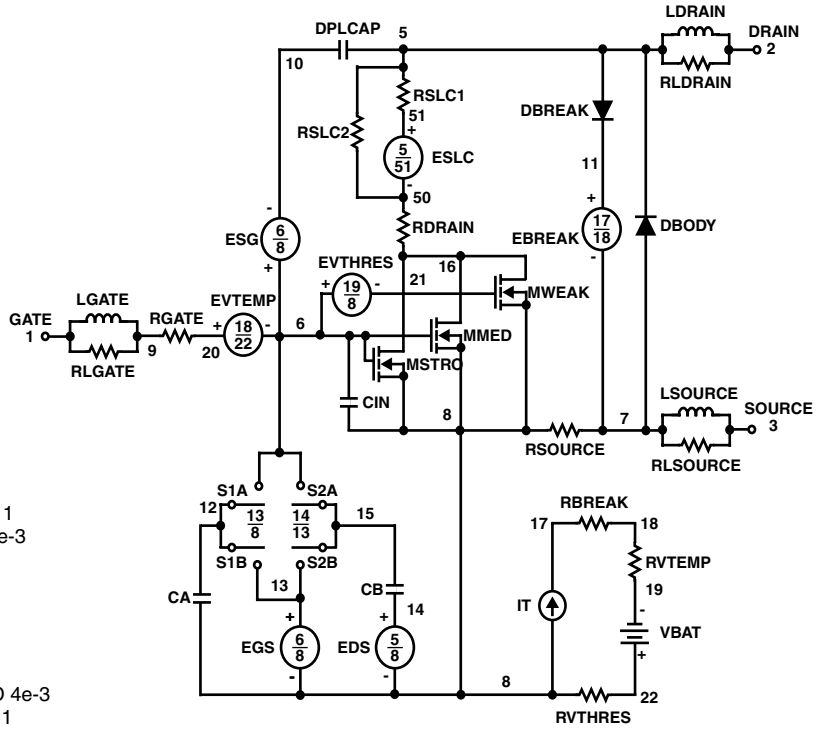 LDRAIN
DPLCAP 5 DRAIN
10 2
RSLC1 RLDRAIN
51 DBREAK
RSLC2 +
5
51
ESLC 11
-
50
- RDRAIN +
6
8
ESG
17
18
EBREAK DBODY
+ EVTHRES 16 -
+ 19
8
- 21
MWEAK
LGATE EVTEMP
GATE RGATE + 18
22
- 6 MMED
1
9 20 MSTRO
RLGATE
CIN LSOURCE
8 7 SOURCE
3
RSOURCE
RLSOURCE
S1A S2A
12 13
8
14
13
15 RBREAK
17 18
S1B S2B
RVTEMP
13 CB 19
CA 14 IT -
+ + VBAT
EGS 6
8
EDS 5
8
+
- - 8
22
RVTHRES
1
e-3
4e-3
1